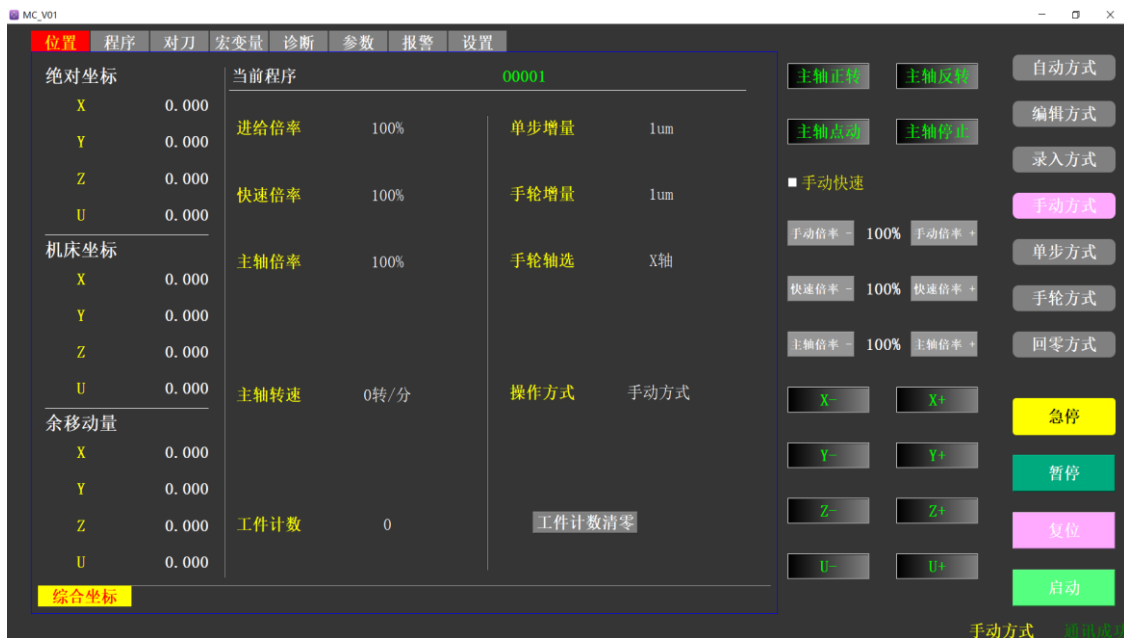 MC_V01
位置 程序 对刀 宏变量 诊断 参数 报警 设置
绝对坐标
X 0.000
Y 0.000
Z 0.000
U 0.000
机床坐标
X 0.000
Y 0.000
Z 0.000
U 0.000
余移动量
X 0.000
Y 0.000
Z 0.000
U 0.000
综合坐标
当前程序 00001
进给倍率 100% 单步增量 1um
快速倍率 100% 手轮增量 1um
主轴倍率 100% 手轮轴选 X轴
主轴转速 0转/分 操作方式 手动方式
工件计数 0 工件计数清零
主轴正转 主轴反转
主轴点动 主轴停止
手动快速
手动倍率 - 100% 手动倍率 +
快速倍率 - 100% 快速倍率 +
主轴倍率 - 100% 主轴倍率 +
X- X+
Y- Y+
Z- Z+
U- U+
自动方式
编辑方式
录入方式
手动方式
单步方式
手轮方式
回零方式
急停
暂停
复位
启动
手动方式 通讯成功